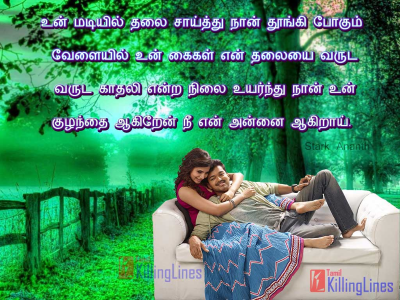 உன் மடியில் தலை சாய்த்து நான் தூங்கி போகும்
வேளையில் உன் கைகள் என் தலையை வருட
வருட காதலி என்ற நிலை உயர்ந்து நான் உன்
குழந்தை ஆகிறேன் நீ என் அன்னை ஆகிறாய்.
KillingLines
Tamil
KillingLines